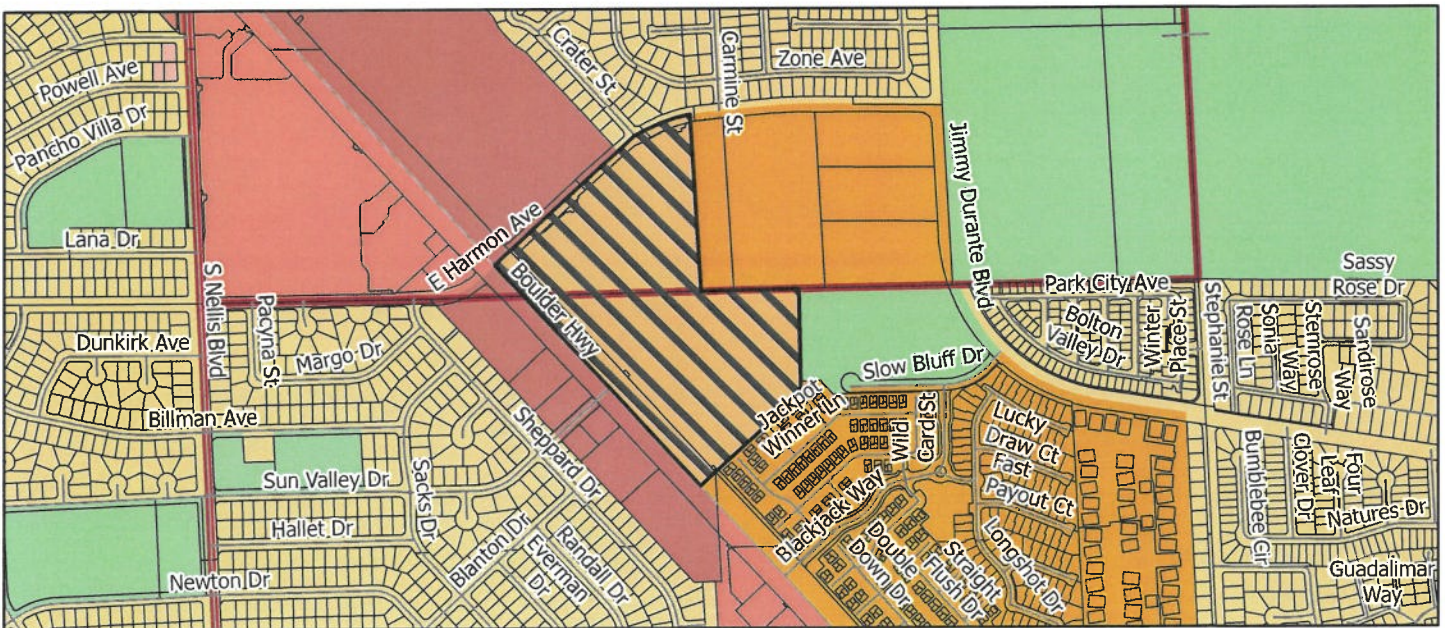 Powell Ave
Pancho Villa Dr
Lana Dr
S Nellis Blvd
Dunkirk Ave
Billman Ave
Pacyna St
Margo Dr
Sun Valley Dr
Hallet Dr
Newton Dr
Sacks Dr
Blanton Dr
Everman
Dr
Randall Dr
Sheppard Dr
E Harmon Ave
Boulder Hwy
Crater St
Carmine St
Zone Ave
Jimmy Durante Blvd
Slow Bluff Dr
Jackpot
Winner Ln
Wild
Card St
Blackjack Way
Double
Down Dr
Straight
Flush Dr
Longshot Dr
Lucky
Draw Ct
Fast
Payout Ct
Park City Ave
Bolton
Valley Dr
Winter
Place St
Stephanie St
Sassy
Rose Dr
Rose Ln
Sonia
Way
Stemrose
Way
Sandirose
Way
Bumblebee Cir
Clover Dr
Four
Leaf
Natures Dr
Guadalimar
Way